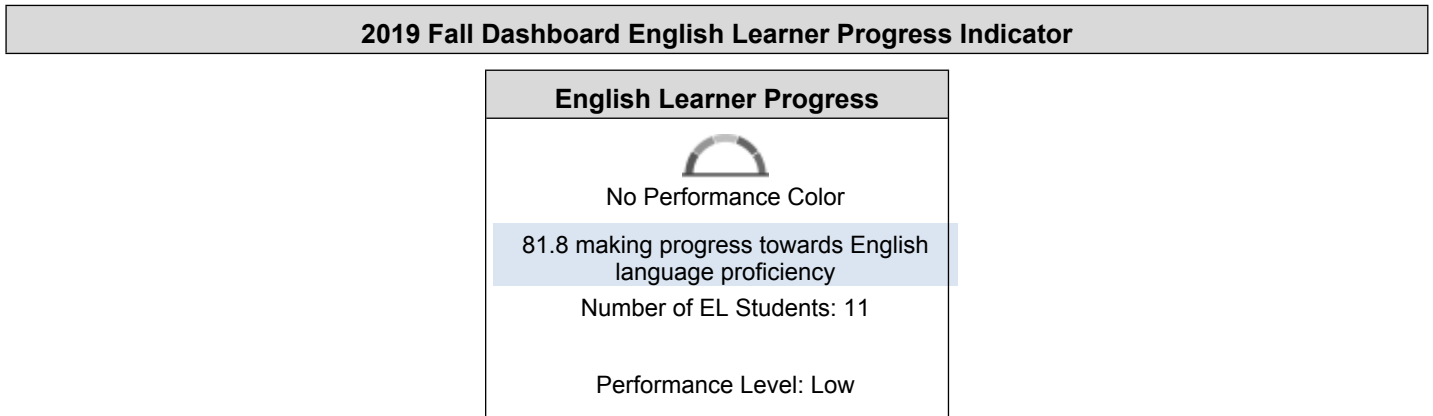 2019 Fall Dashboard English Learner Progress Indicator
English Learner Progress
No Performance Color
81.8 making progress towards English
language proficiency
Number of EL Students: 11
Performance Level: Low